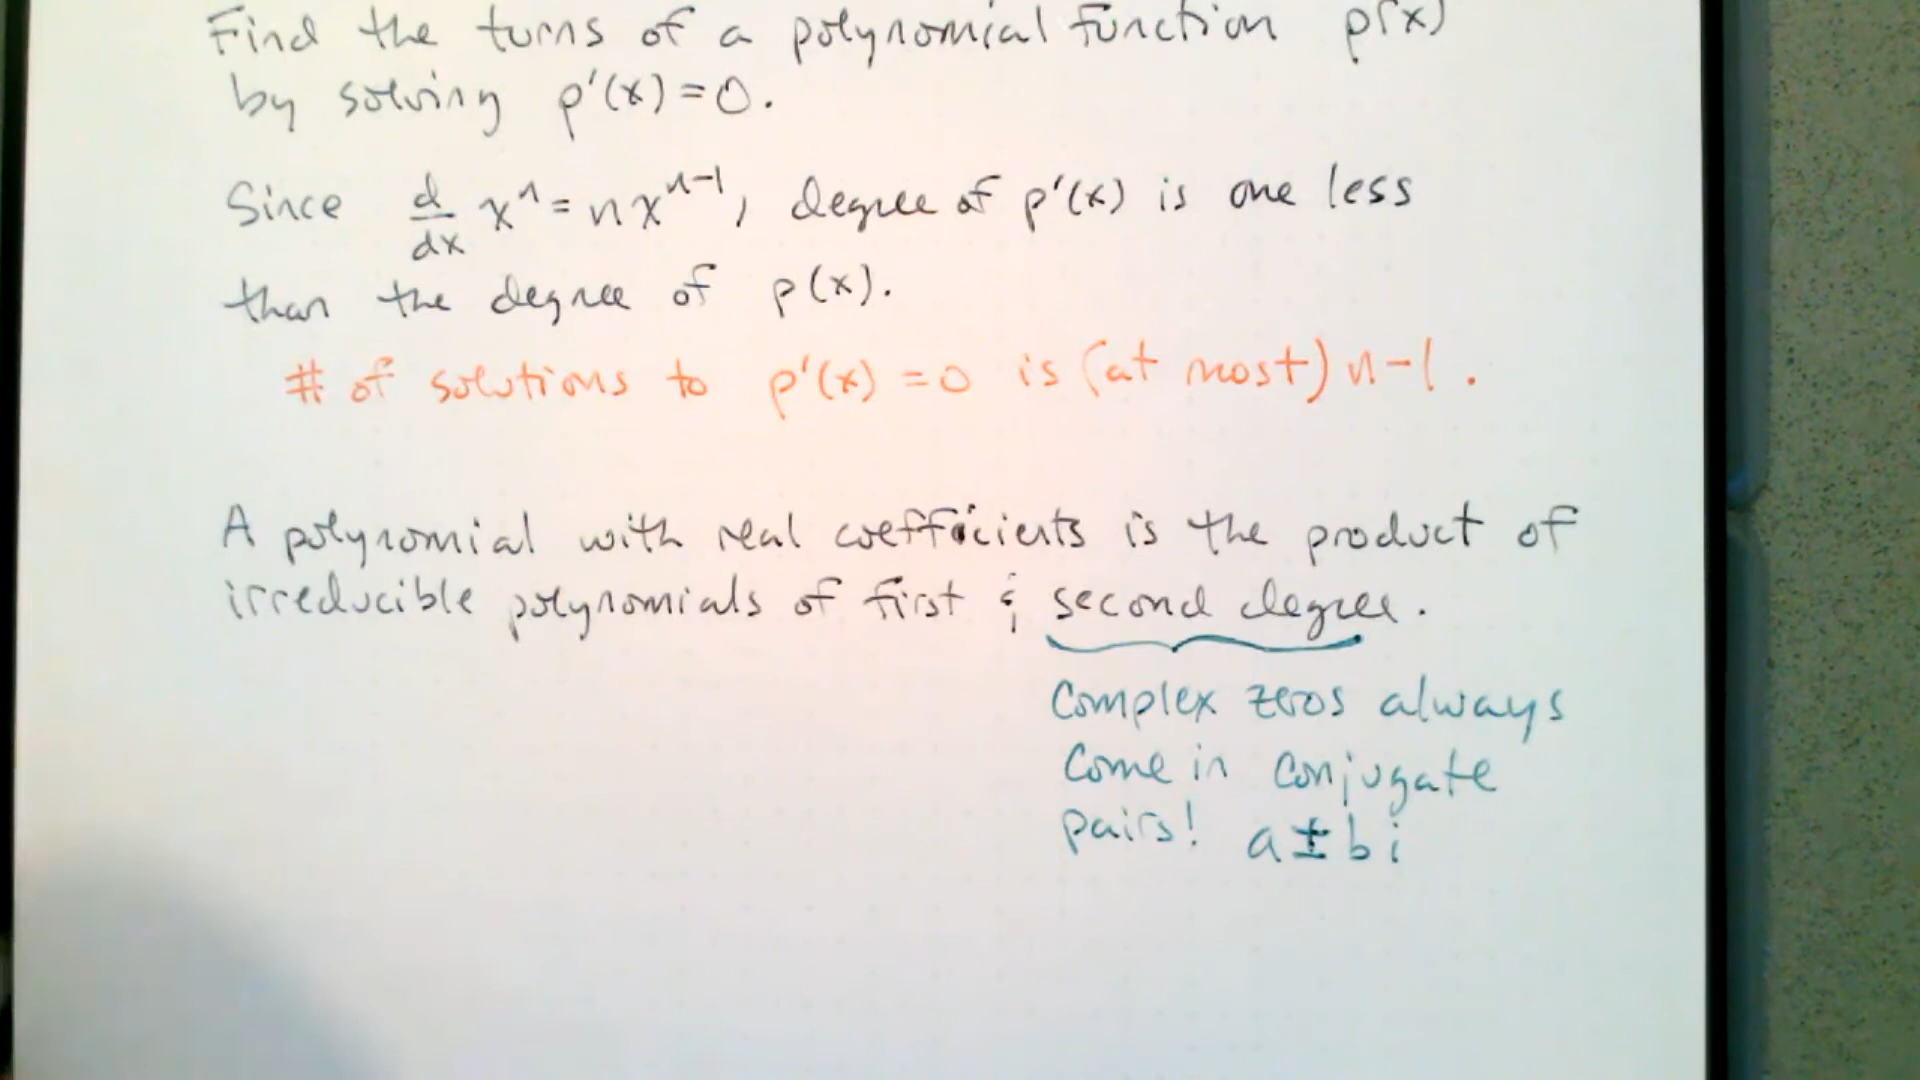 Find the turns of a polynomial function p(x)
by solving p'(x)=0.
Since d/dx xⁿ = nxⁿ⁻¹, degree of p'(x) is one less
than the degree of p(x).
# of solutions to p'(x) =0 is (at most) n-1.
A polynomial with real coefficients is the product of
irreducible polynomials of first & second degree.
Complex zeros always
come in conjugate
pairs! a±bi